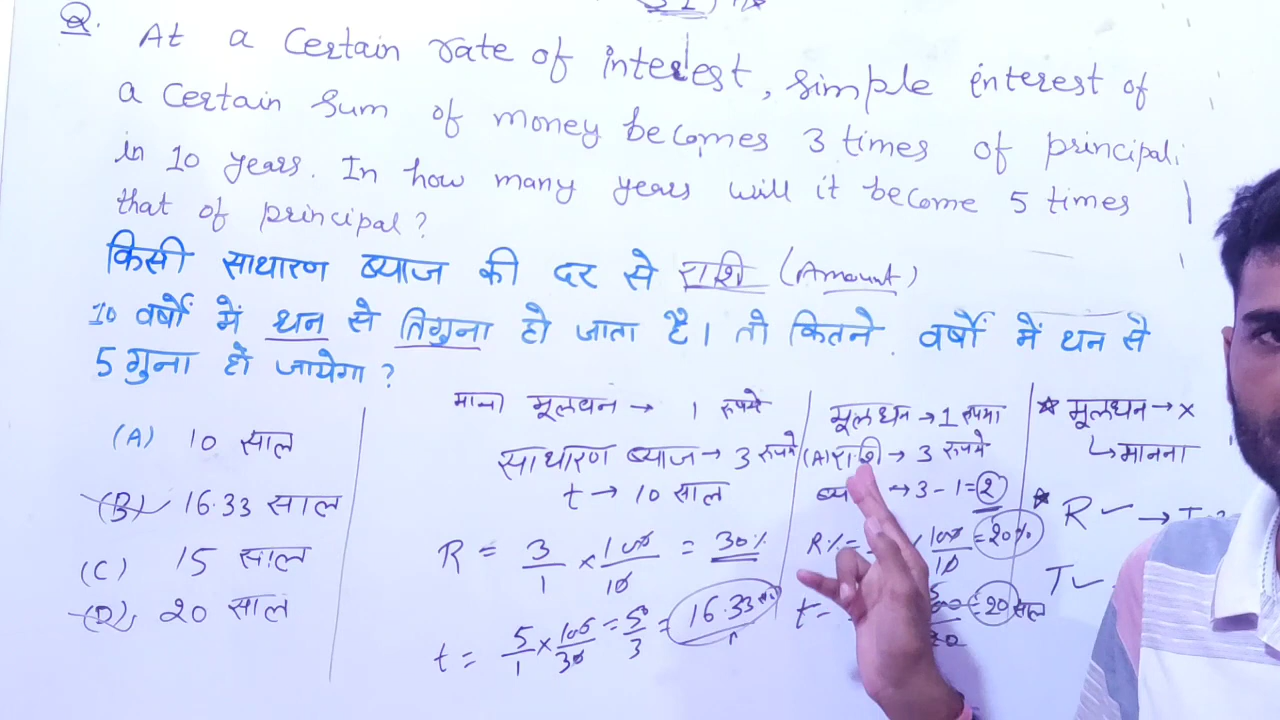 Q. At a Certain rate of interest, simple interest of
a certain sum of money becomes 3 times of principal.
in 10 years. In how many years will it become 5 times
that of principal?
किसी साधारण ब्याज की दर से राशि (Amount)
10 वर्षों में धन से तिगुना हो जाता है। तो कितने वर्षों में धन से
5 गुना हो जायेगा?
(A) 10 साल
(B) 16.33 साल
(C) 15 साल
(D) 20 साल
माना मूलधन → 1 रुपये
साधारण ब्याज → 3 रुपये
t → 10 साल
R = 3/1 × 100/10 = 30%
t = 5/1 × 100/30 = 50/3 = 16.33
मूलधन → 1 रुपया
(A) राशि → 3 रुपये
→ 3 - 1 = 2
R% = 100/10 = 20%
t = = 20 साल
* मूलधन → x
↳ मानना
* R ✓ →
T ✓